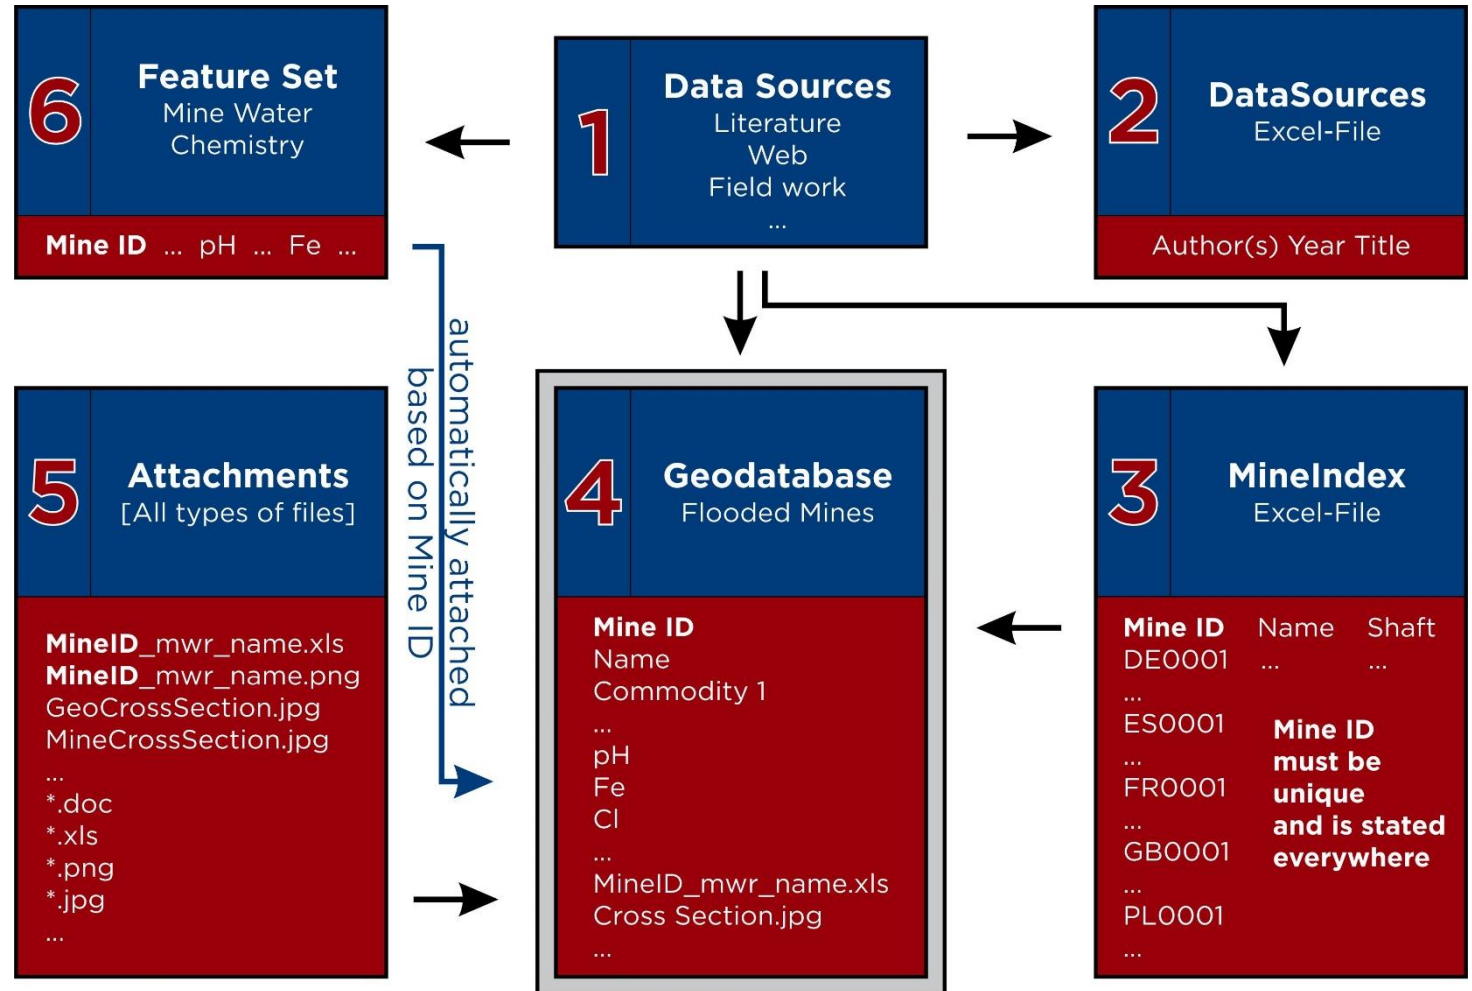 6
Feature Set
Mine Water
Chemistry
Mine ID ... pH ... Fe ...
1
Data Sources
Literature
Web
Field work
...
2
DataSources
Excel-File
Author(s) Year Title
automatically attached
based on Mine ID
5
Attachments
[All types of files]
MineID_mwr_name.xls
MineID_mwr_name.png
GeoCrossSection.jpg
MineCrossSection.jpg
...
*.doc
*.xls
*.png
*.jpg
...
4
Geodatabase
Flooded Mines
Mine ID
Name
Commodity 1
...
pH
Fe
Cl
...
MineID_mwr_name.xls
Cross Section.jpg
...
3
MineIndex
Excel-File
Mine ID Name Shaft
DE0001 ... ...
...
ES0001
...
FR0001
...
GB0001
...
PL0001
...
Mine ID
must be
unique
and is stated
everywhere